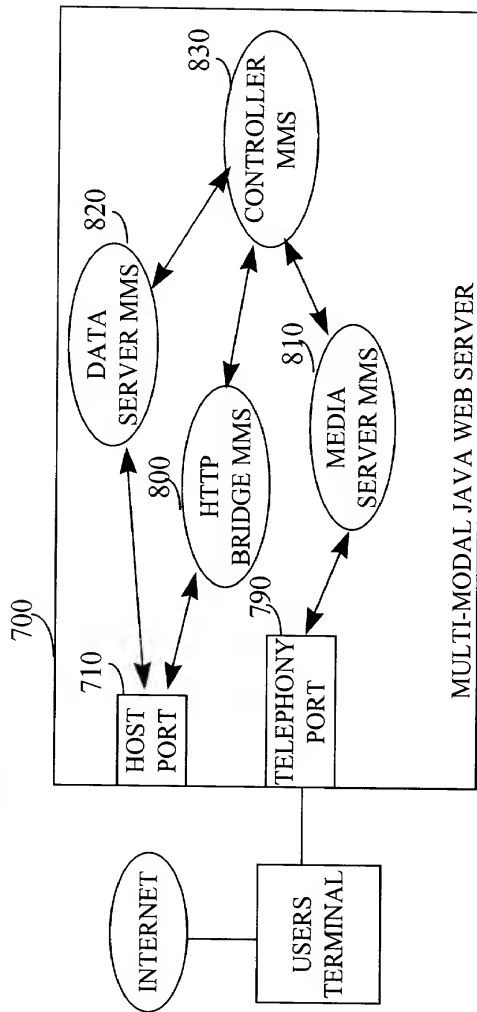 INTERNET
USERS
TERMINAL
700
710
HOST
PORT
790
TELEPHONY
PORT
820
DATA
SERVER MMS
800
HTTP
BRIDGE MMS
810
MEDIA
SERVER MMS
830
CONTROLLER
MMS
MULTI-MODAL JAVA WEB SERVER